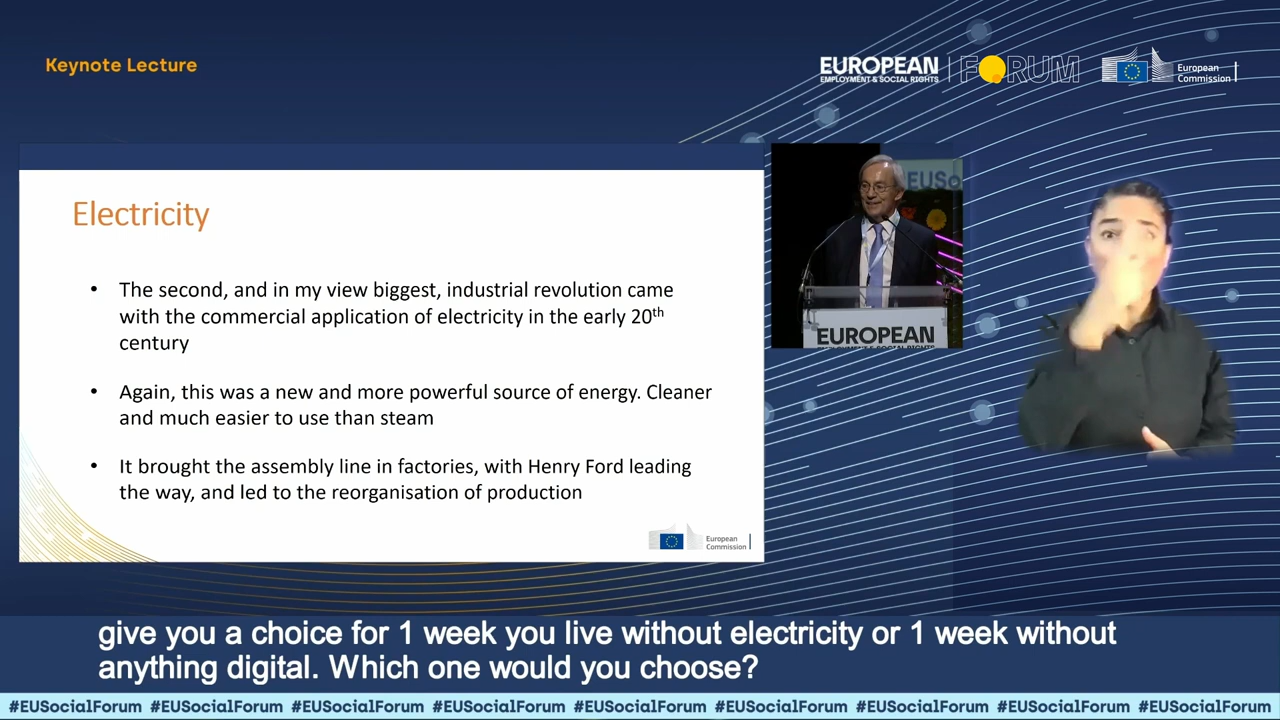 Keynote Lecture
EUROPEAN
EMPLOYMENT & SOCIAL RIGHTS
FORUM
European
Commission
EUSo
EUROPEAN
EMPLOYMENT & SOCIAL RIGHTS
Electricity
• The second, and in my view biggest, industrial revolution came
with the commercial application of electricity in the early 20th
century
• Again, this was a new and more powerful source of energy. Cleaner
and much easier to use than steam
• It brought the assembly line in factories, with Henry Ford leading
the way, and led to the reorganisation of production
European
Commission
give you a choice for 1 week you live without electricity or 1 week without
anything digital. Which one would you choose?
#EUSocialForum #EUSocialForum #EUSocialForum #EUSocialForum #EUSocialForum #EUSocialForum #EUSocialForum #EUSocialForum #EUSocialForum